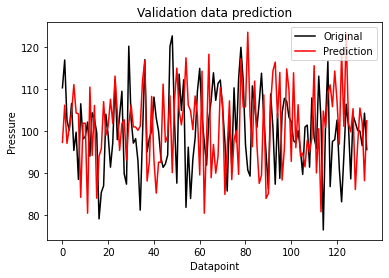 Validation data prediction
Original
Prediction
Pressure
120
110
100
90
80
0 20 40 60 80 100 120
Datapoint